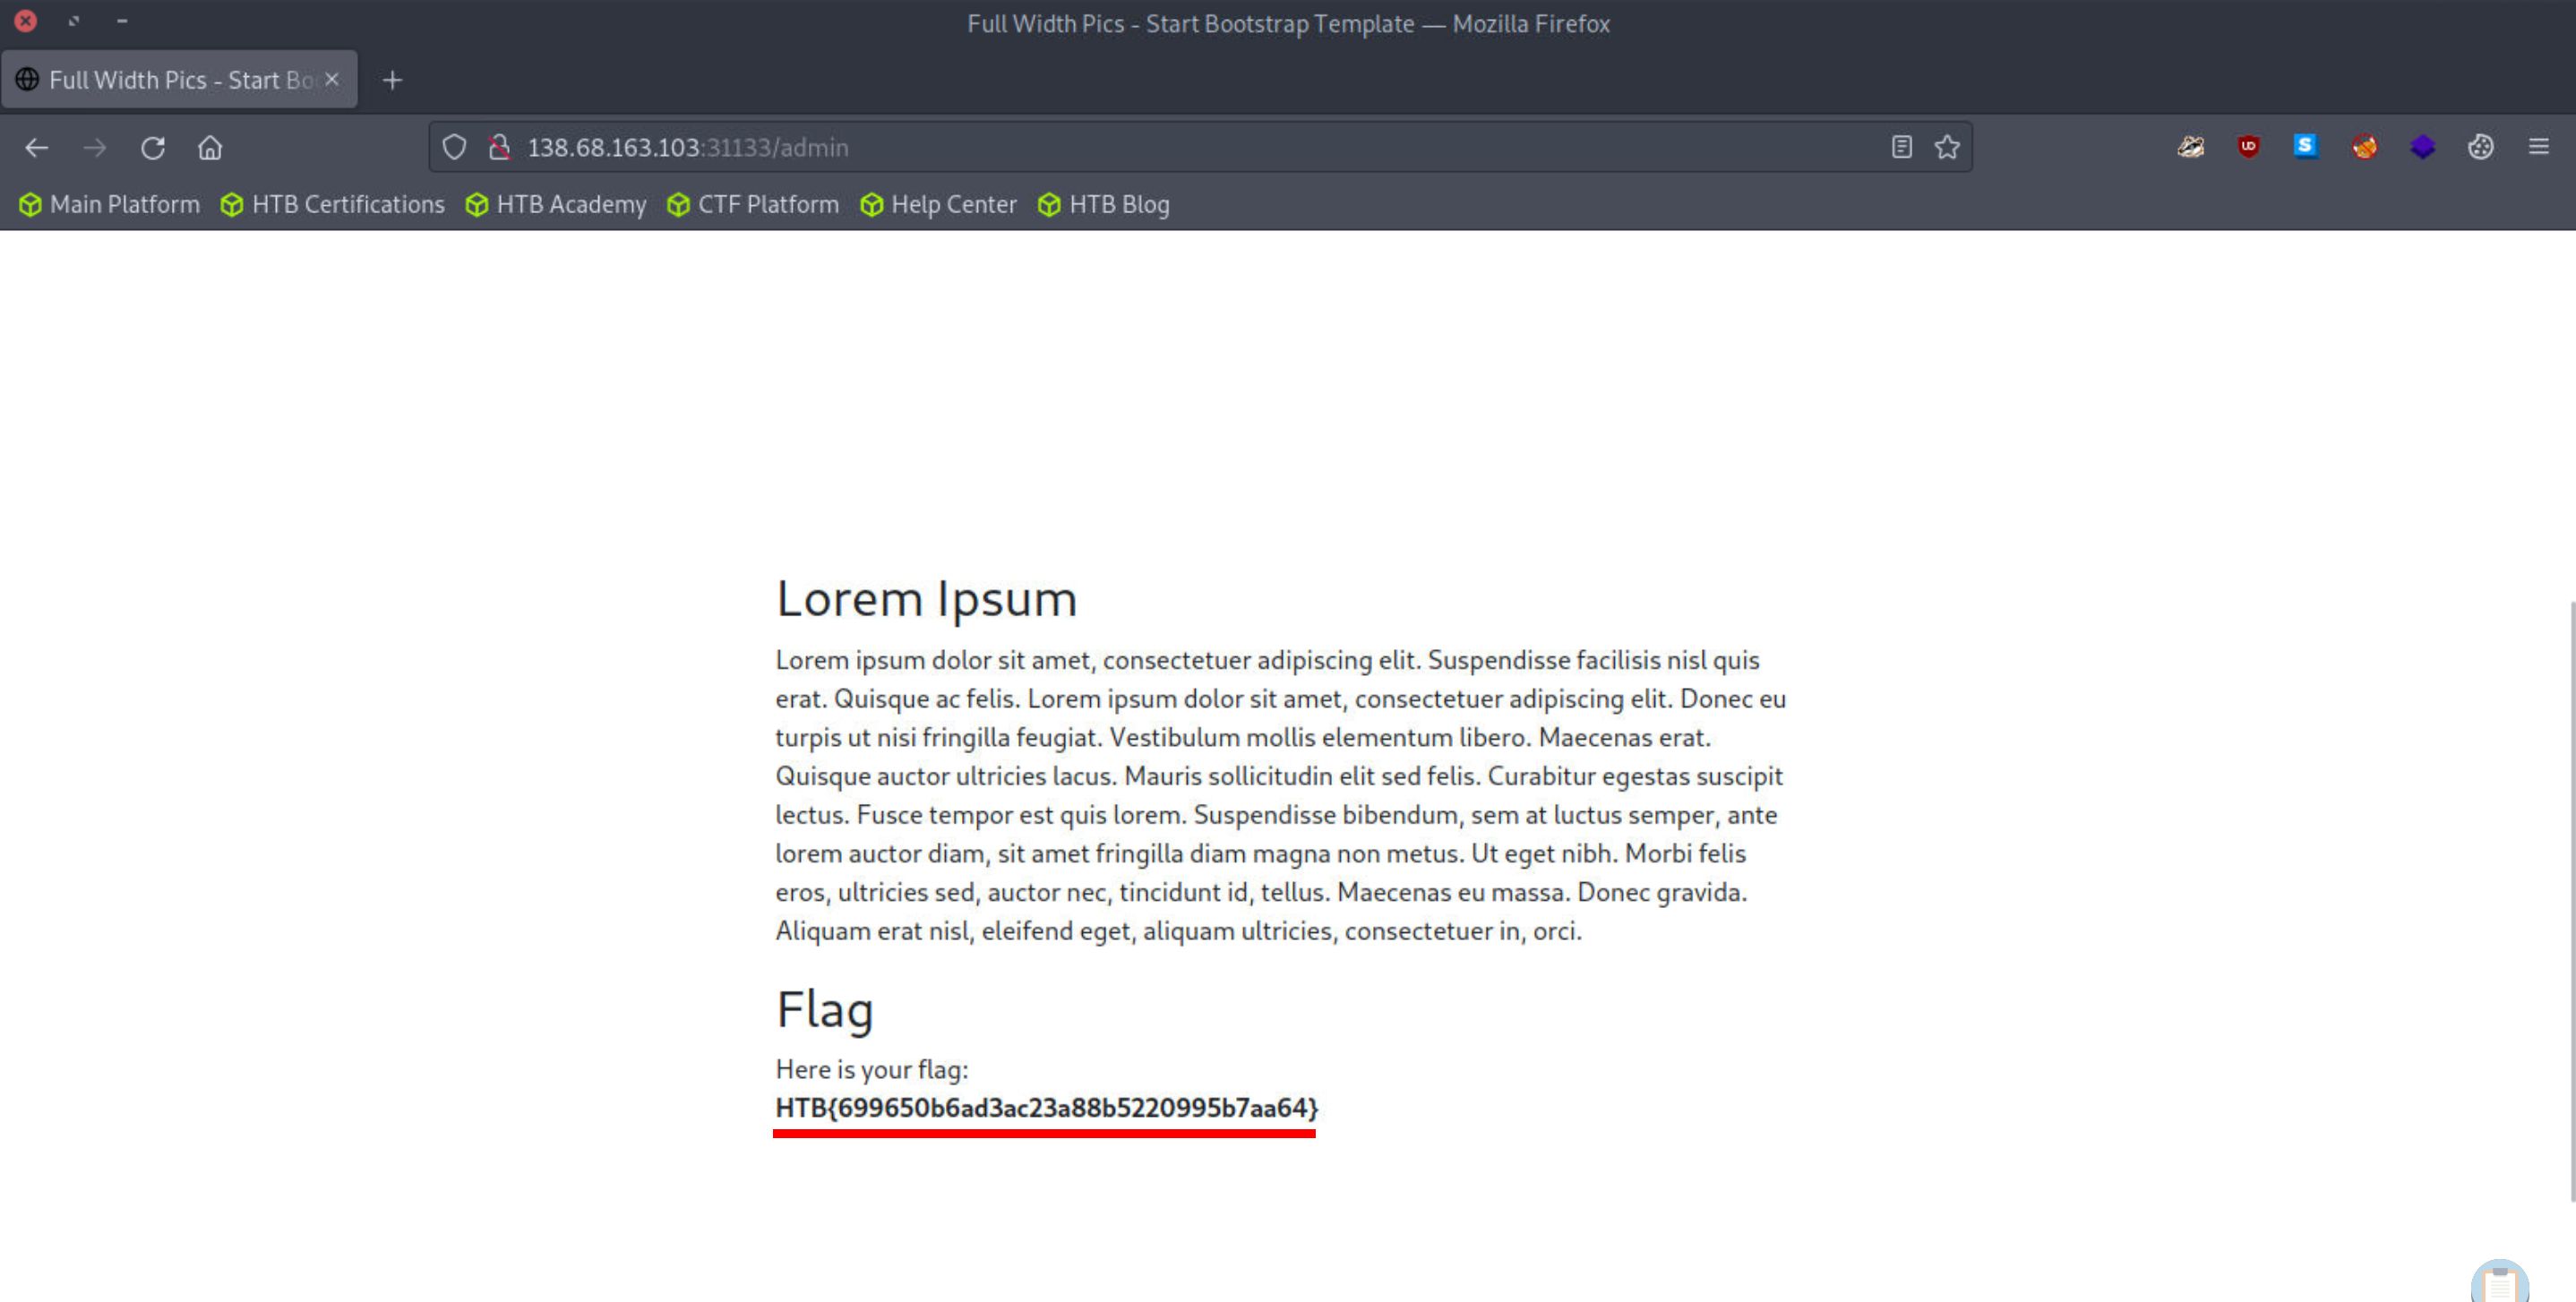 Full Width Pics - Start Bootstrap Template — Mozilla Firefox
Full Width Pics - Start Boo
138.68.163.103:31133/admin
Main Platform HTB Certifications HTB Academy CTF Platform Help Center HTB Blog
Lorem Ipsum
Lorem ipsum dolor sit amet, consectetuer adipiscing elit. Suspendisse facilisis nisl quis
erat. Quisque ac felis. Lorem ipsum dolor sit amet, consectetuer adipiscing elit. Donec eu
turpis ut nisi fringilla feugiat. Vestibulum mollis elementum libero. Maecenas erat.
Quisque auctor ultricies lacus. Mauris sollicitudin elit sed felis. Curabitur egestas suscipit
lectus. Fusce tempor est quis lorem. Suspendisse bibendum, sem at luctus semper, ante
lorem auctor diam, sit amet fringilla diam magna non metus. Ut eget nibh. Morbi felis
eros, ultricies sed, auctor nec, tincidunt id, tellus. Maecenas eu massa. Donec gravida.
Aliquam erat nisl, eleifend eget, aliquam ultricies, consectetuer in, orci.
Flag
Here is your flag:
HTB{699650b6ad3ac23a88b5220995b7aa64}